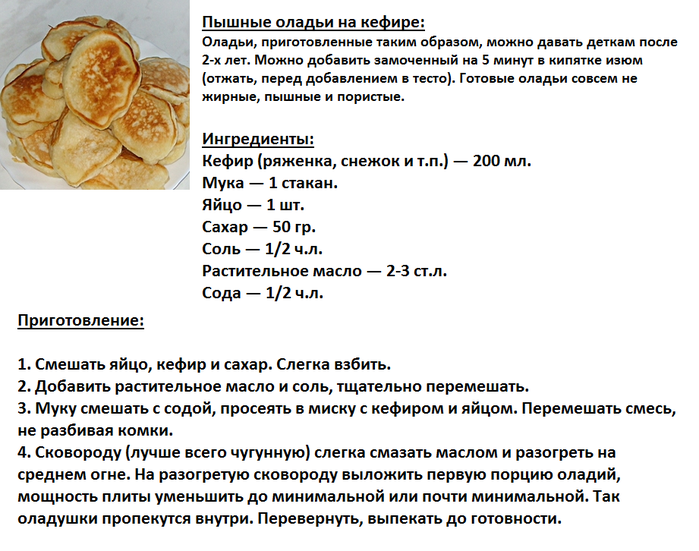 Пышные оладьи на кефире:
Оладьи, приготовленные таким образом, можно давать деткам после
2-х лет. Можно добавить замоченный на 5 минут в кипятке изюм
(отжать, перед добавлением в тесто). Готовые оладьи совсем не
жирные, пышные и пористые.
Ингредиенты:
Кефир (ряженка, снежок и т.п.) — 200 мл.
Мука — 1 стакан.
Яйцо — 1 шт.
Сахар — 50 гр.
Соль — 1/2 ч.л.
Растительное масло — 2-3 ст.л.
Сода — 1/2 ч.л.
Приготовление:
1. Смешать яйцо, кефир и сахар. Слегка взбить.
2. Добавить растительное масло и соль, тщательно перемешать.
3. Муку смешать с содой, просеять в миску с кефиром и яйцом. Перемешать смесь,
не разбивая комки.
4. Сковороду (лучше всего чугунную) слегка смазать маслом и разогреть на
среднем огне. На разогретую сковороду выложить первую порцию оладий,
мощность плиты уменьшить до минимальной или почти минимальной. Так
оладушки пропекутся внутри. Перевернуть, выпекать до готовности.